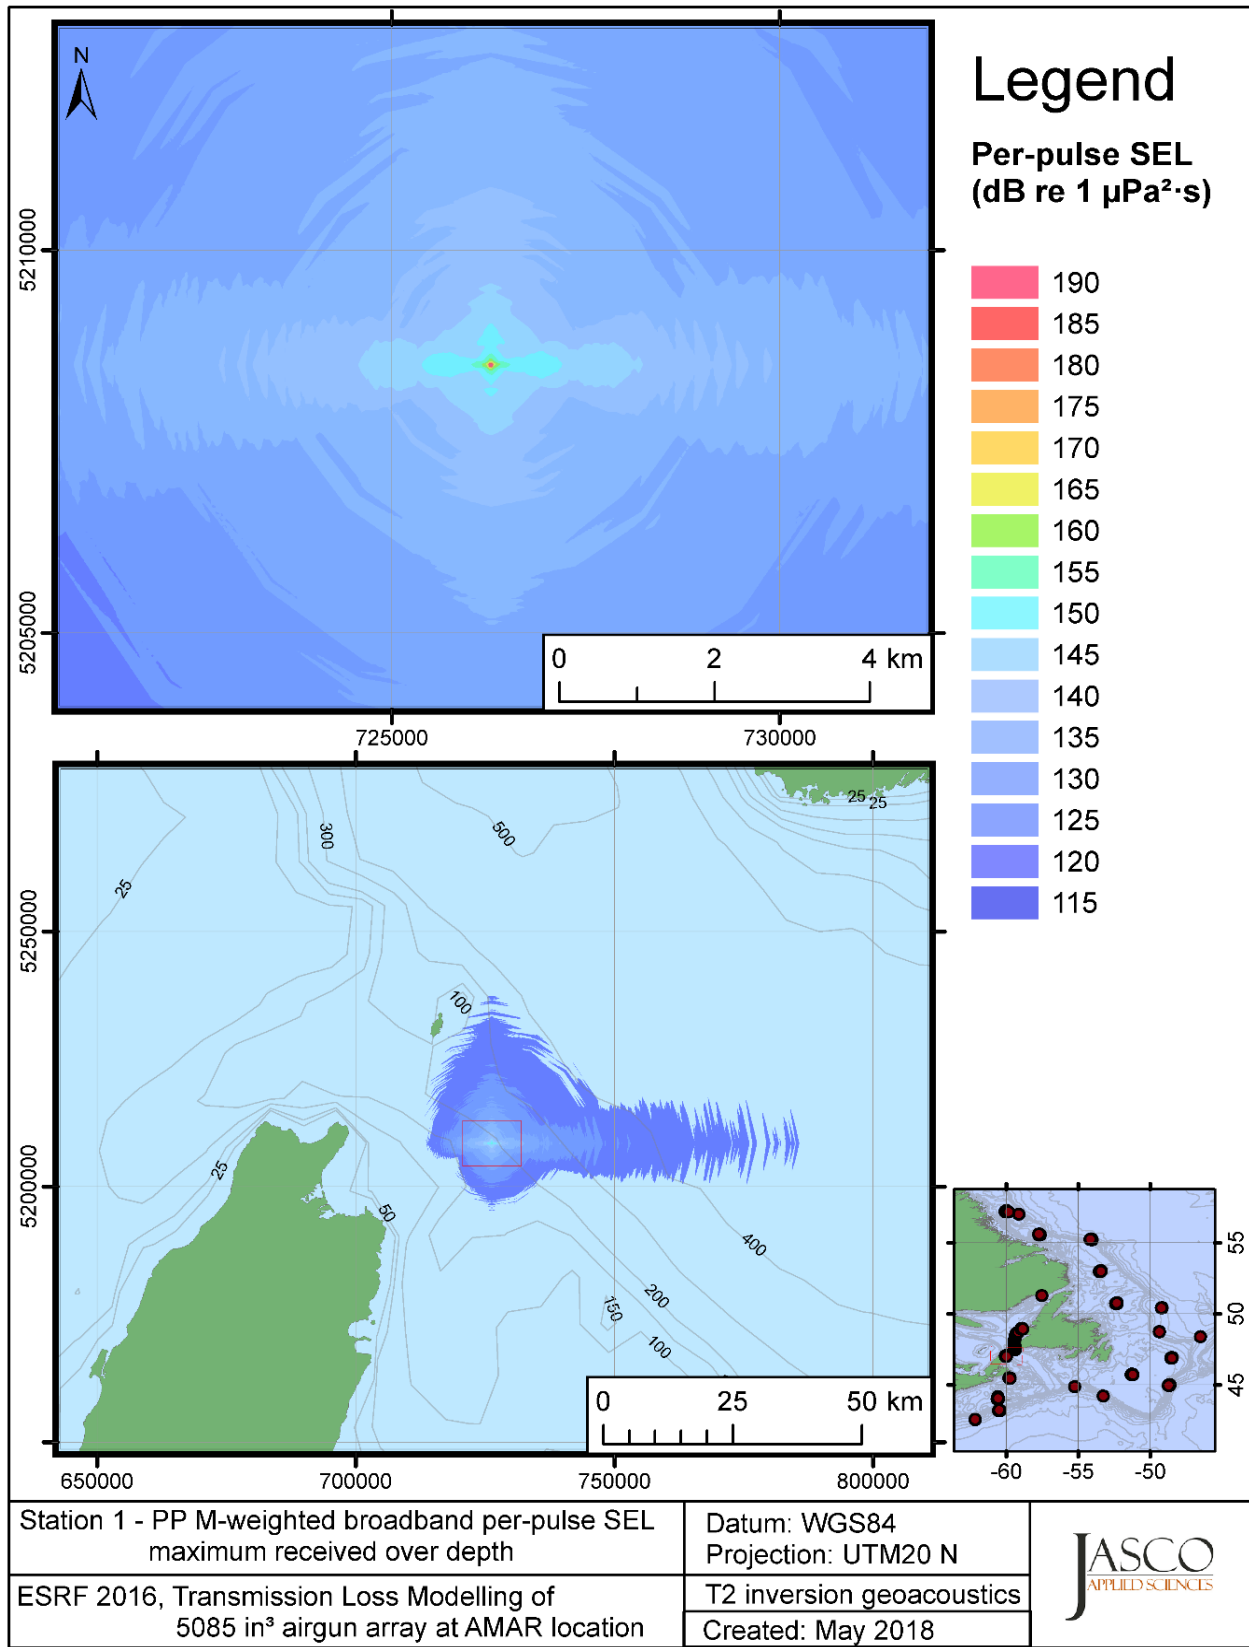 N
5210000
5205000
0 2 4 km
725000 730000
Legend
Per-pulse SEL
(dB re 1 µPa²·s)
190
185
180
175
170
165
160
155
150
145
140
135
130
125
120
115
25
300
500
25
25
100
25
50
400
200
150
100
5250000
5200000
0 25 50 km
650000 700000 750000 800000
55
50
45
-60 -55 -50
Station 1 - PP M-weighted broadband per-pulse SEL
maximum received over depth
ESRF 2016, Transmission Loss Modelling of
5085 in³ airgun array at AMAR location
Datum: WGS84
Projection: UTM20 N
T2 inversion geoacoustics
Created: May 2018
JASCO
APPLIED SCIENCES